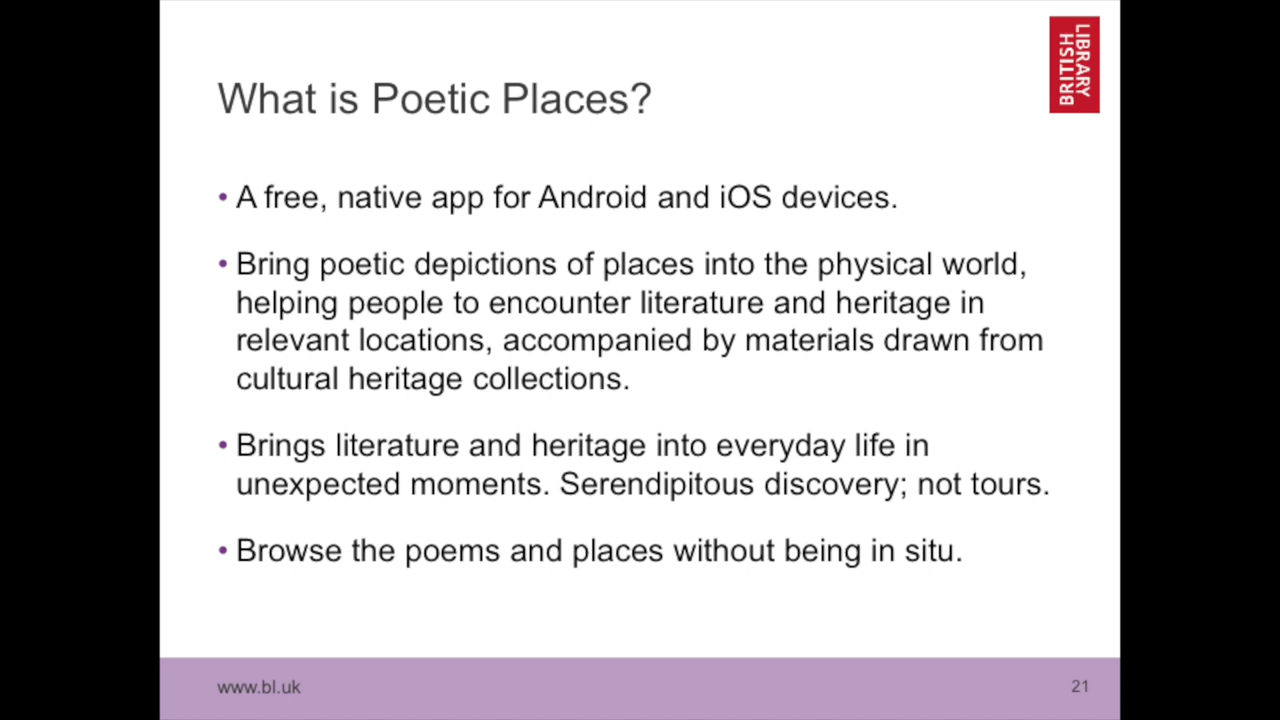 What is Poetic Places?
BRITISH
LIBRARY
• A free, native app for Android and iOS devices.
• Bring poetic depictions of places into the physical world,
helping people to encounter literature and heritage in
relevant locations, accompanied by materials drawn from
cultural heritage collections.
• Brings literature and heritage into everyday life in
unexpected moments. Serendipitous discovery; not tours.
• Browse the poems and places without being in situ.
www.bl.uk
21